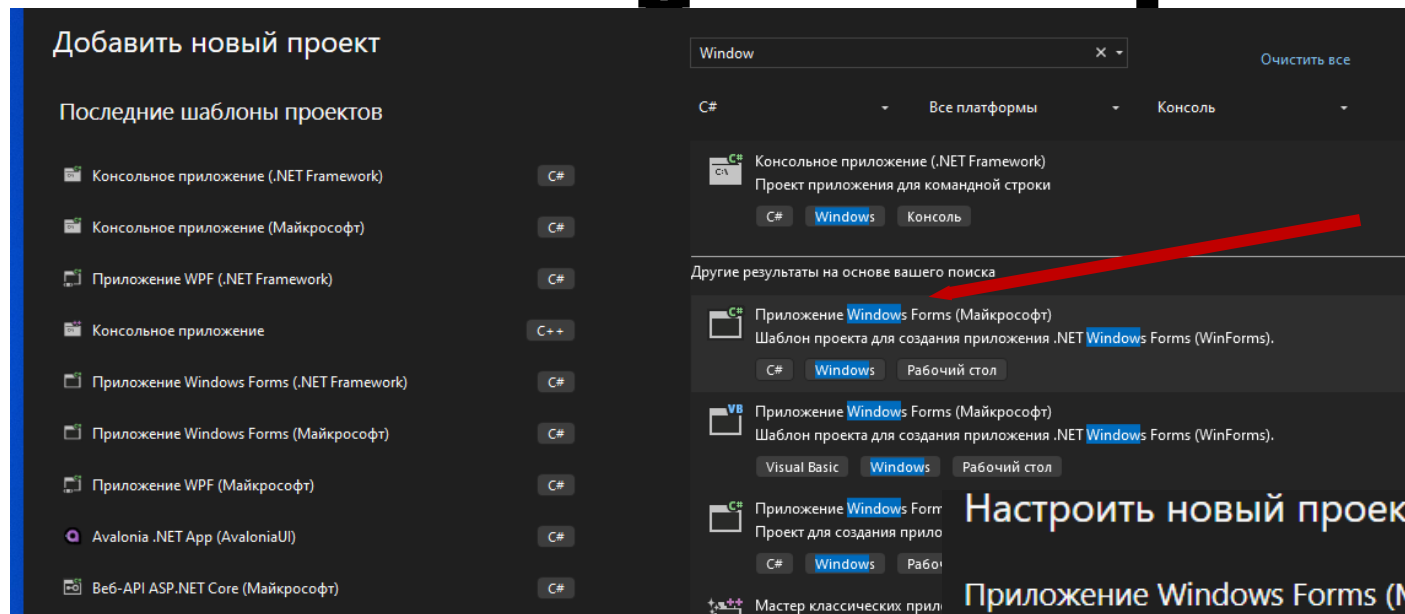 Добавить новый проект
Последние шаблоны проектов
Консольное приложение (.NET Framework) C#
Консольное приложение (Майкрософт) C#
Приложение WPF (.NET Framework) C#
Консольное приложение C++
Приложение Windows Forms (.NET Framework) C#
Приложение Windows Forms (Майкрософт) C#
Приложение WPF (Майкрософт) C#
Avalonia .NET App (AvaloniaUI) C#
Веб-API ASP.NET Core (Майкрософт) C#
Window
Очистить все
C# Все платформы Консоль
Консольное приложение (.NET Framework)
Проект приложения для командной строки
C# Windows Консоль
Другие результаты на основе вашего поиска
Приложение Windows Forms (Майкрософт)
Шаблон проекта для создания приложения .NET Windows Forms (WinForms).
C# Windows Рабочий стол
Приложение Windows Forms (Майкрософт)
Шаблон проекта для создания приложения .NET Windows Forms (WinForms).
Visual Basic Windows Рабочий стол
Приложение Windows Form
Проект для создания прило
C# Windows Рабо
Мастер классических прил
Настроить новый проек
Приложение Windows Forms (